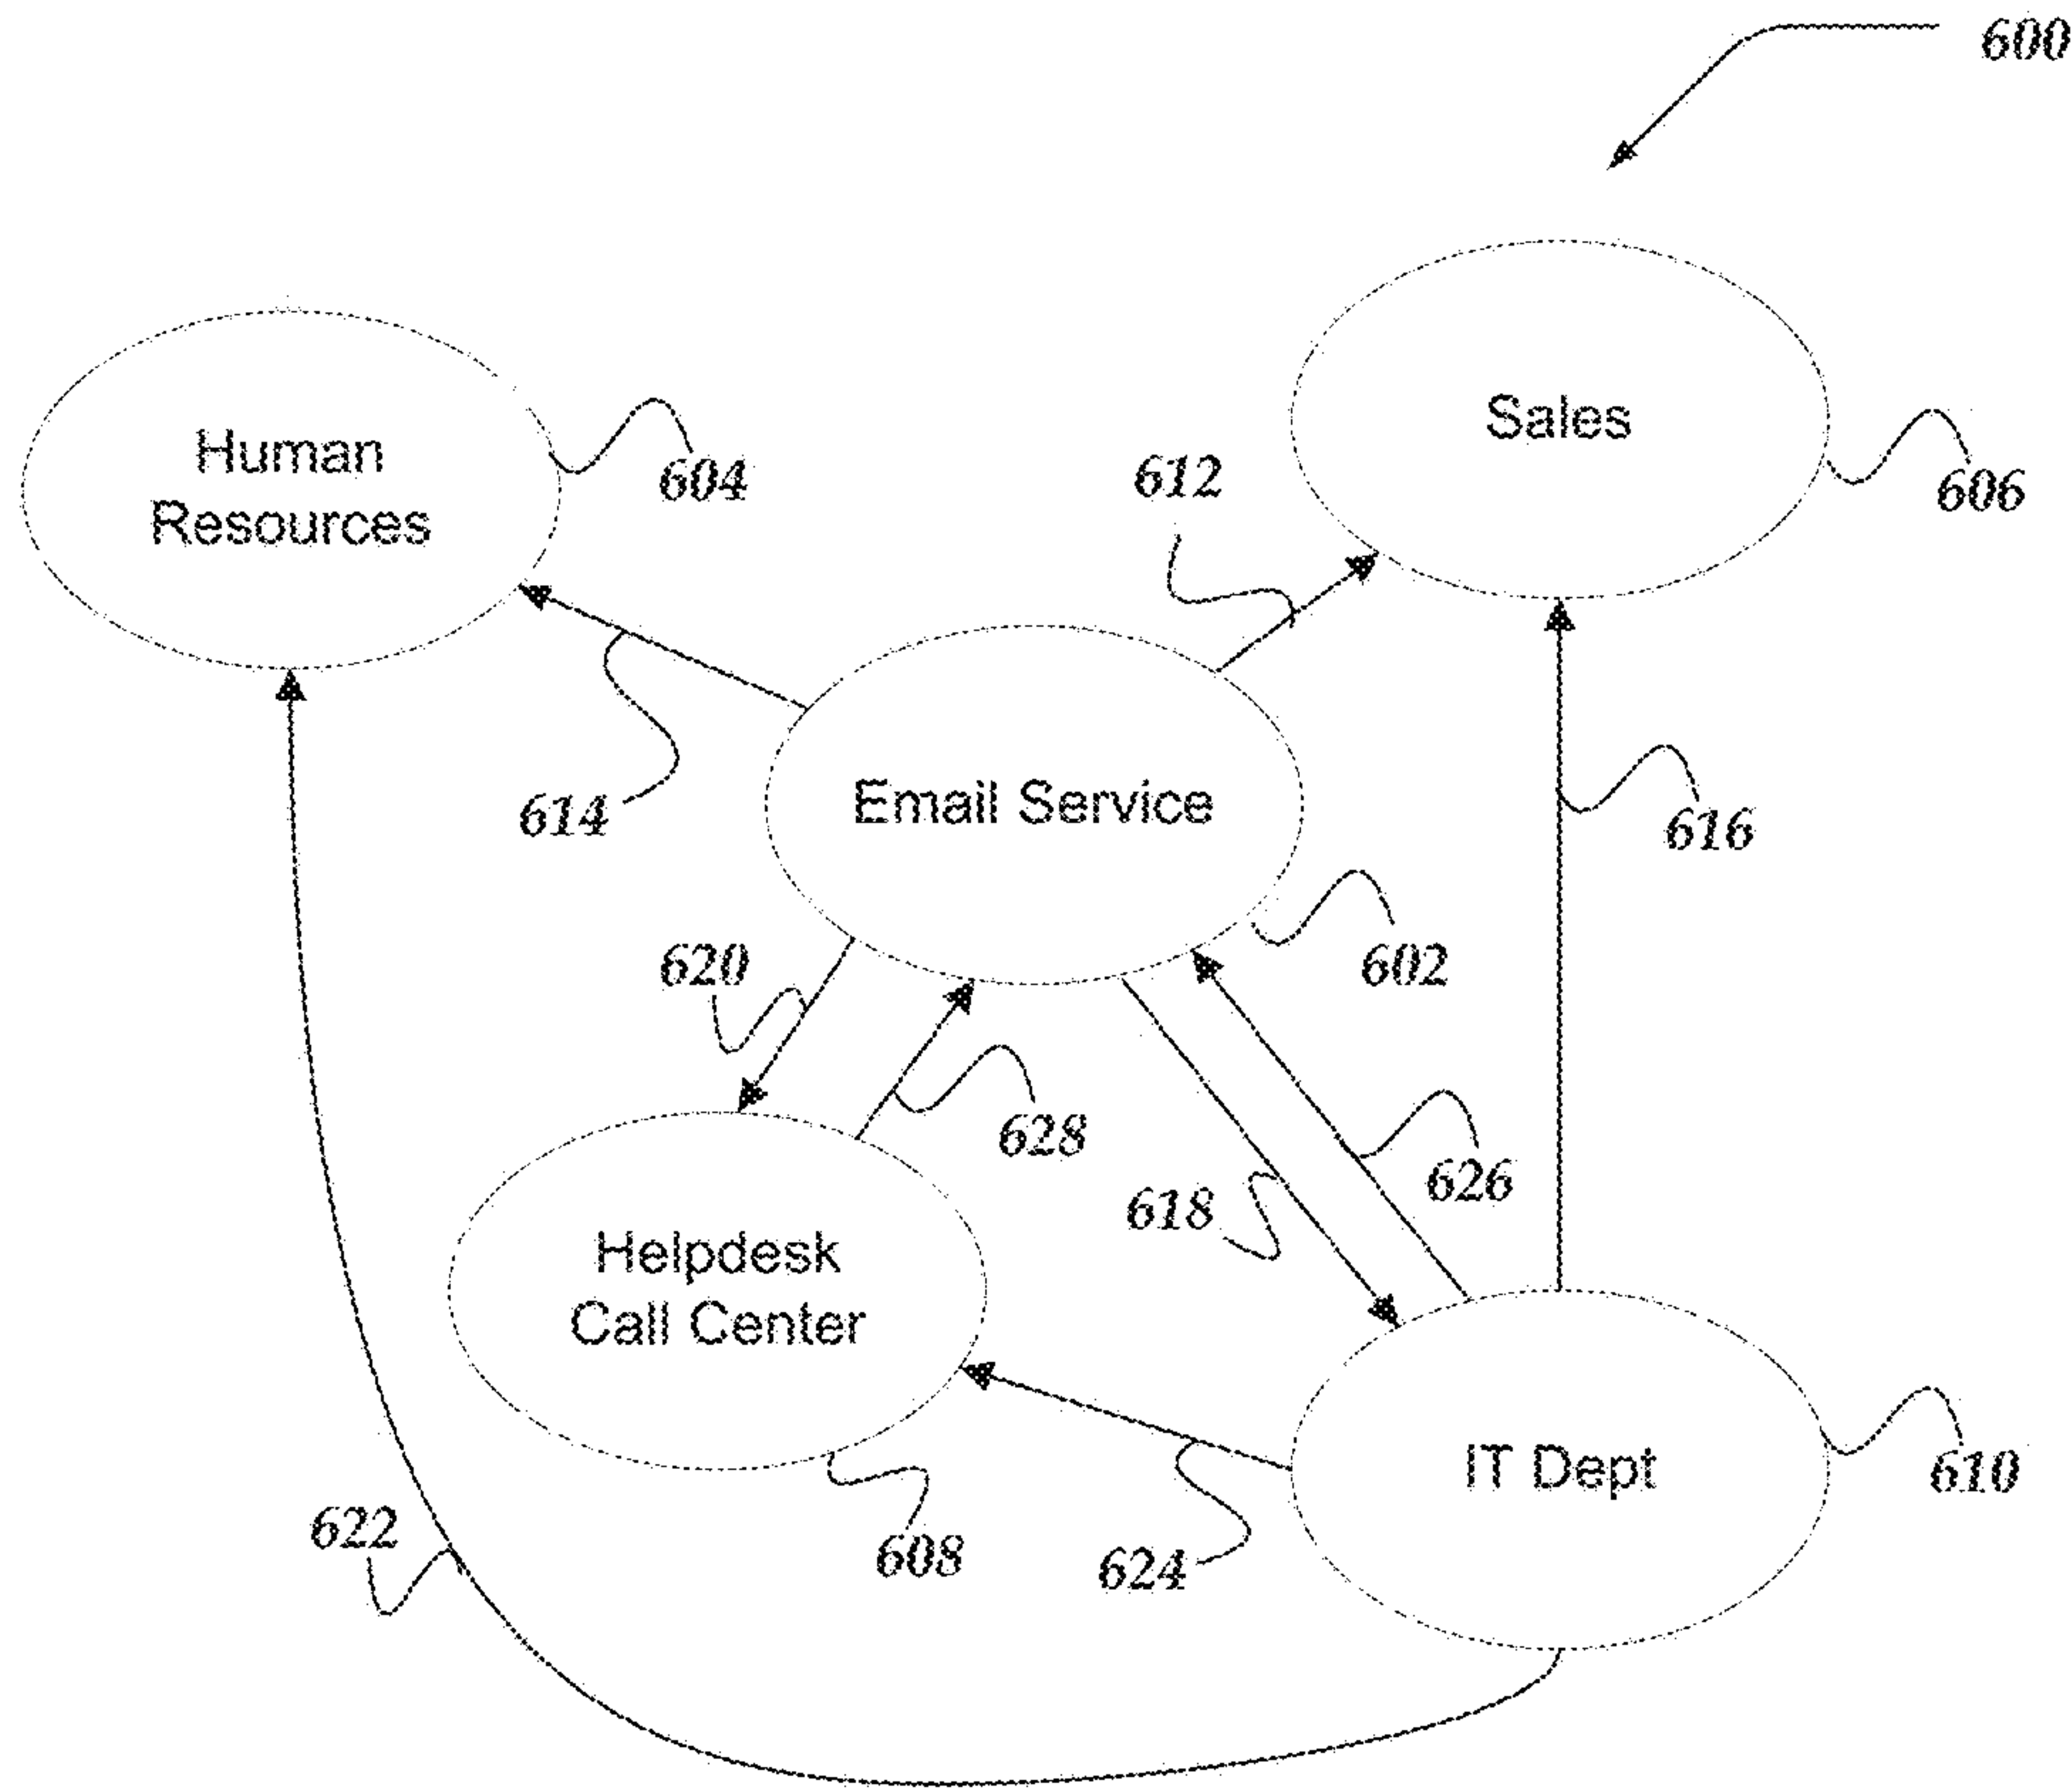 600
Sales
Human
Resources
604
612
606
614
Email Service
616
620
602
628
618
626
Helpdesk
Call Center
IT Dept
610
622
608
624